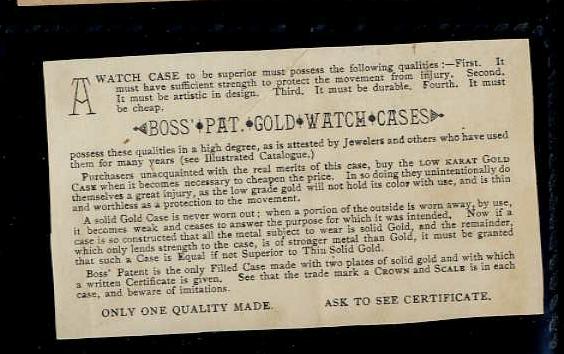 A WATCH CASE to be superior must possess the following qualities :—First. It
must have sufficient strength to protect the movement from injury. Second.
It must be artistic in design. Third. It must be durable. Fourth. It must
be cheap.
BOSS' PAT. GOLD WATCH CASES
possess these qualities in a high degree, as is attested by Jewelers and others who have used
them for many years (see Illustrated Catalogue.)
Purchasers unacquainted with the real merits of this case, buy the LOW KARAT GOLD
CASE when it becomes necessary to cheapen the price. In so doing they unintentionally do
themselves a great injury, as the low grade gold will not hold its color with use, and is thin
and worthless as a protection to the movement.
A solid Gold Case is never worn out; when a portion of the outside is worn away, by use,
it becomes weak and ceases to answer the purpose for which it was intended. Now if a
case is so constructed that all the metal subject to wear is solid Gold, and the remainder,
which only lends strength to the case, is of stronger metal than Gold, it must be granted
that such a Case is Equal if not Superior to Thin Solid Gold.
Boss' Patent is the only Filled Case made with two plates of solid gold and with which
a written Certificate is given. See that the trade mark a CROWN and SCALE is in each
case, and beware of imitations.
ONLY ONE QUALITY MADE. ASK TO SEE CERTIFICATE.